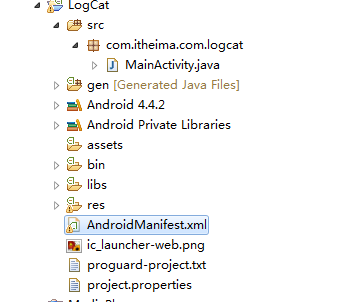 LogCat
src
com.itheima.com.logcat
MainActivity.java
gen [Generated Java Files]
Android 4.4.2
Android Private Libraries
assets
bin
libs
res
AndroidManifest.xml
ic_launcher-web.png
proguard-project.txt
project.properties